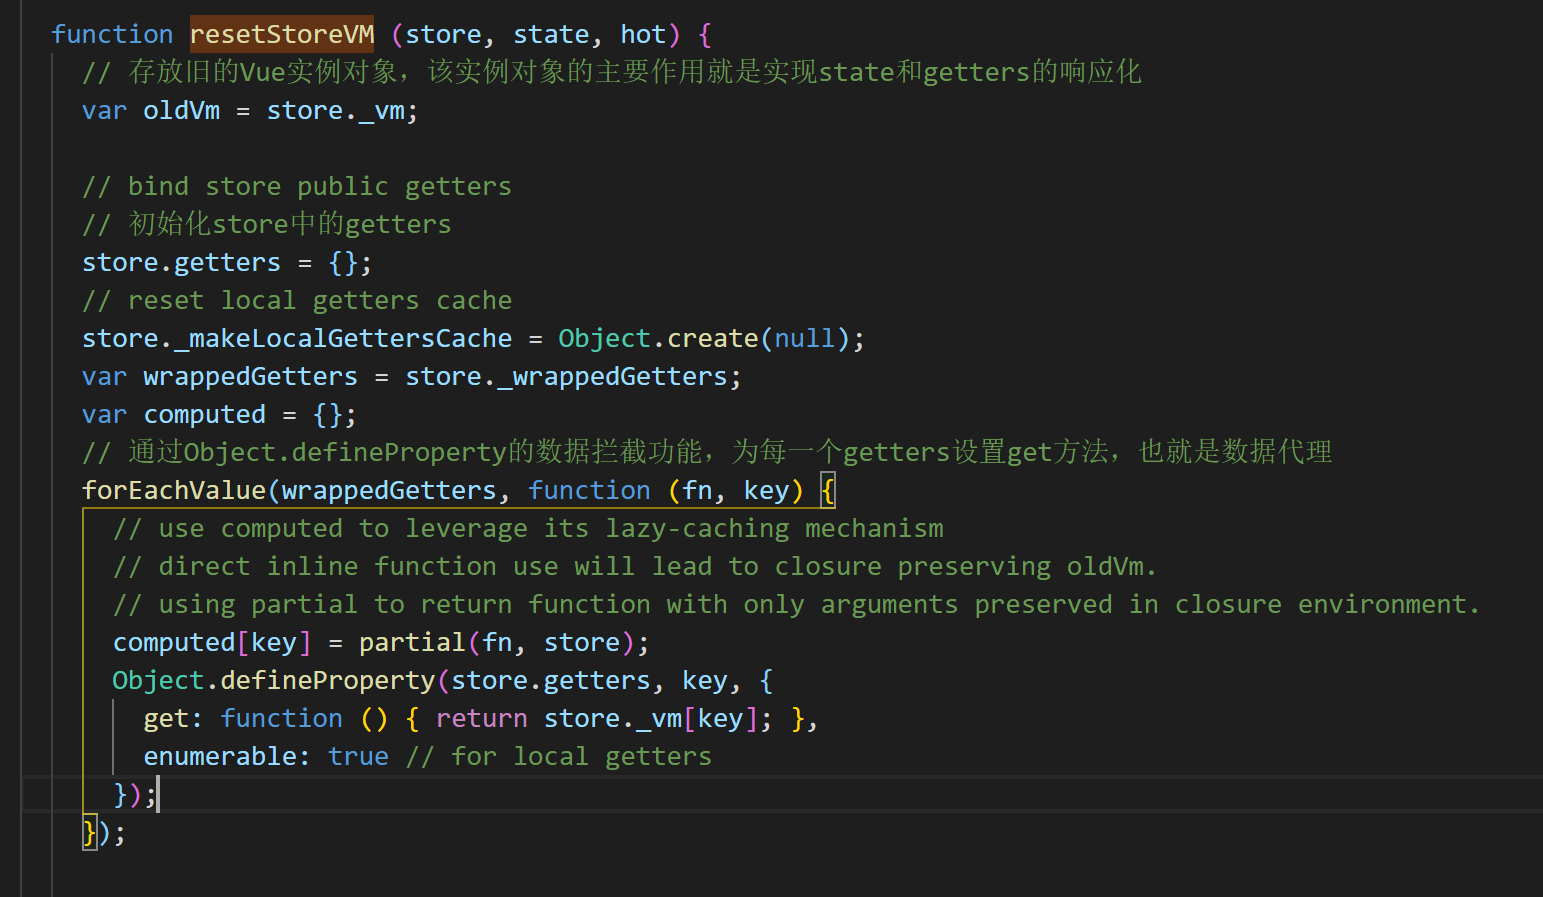 function resetStoreVM (store, state, hot) {
// 存放旧的Vue实例对象，该实例对象的主要作用就是实现state和getters的响应化
var oldVm = store._vm;
// bind store public getters
// 初始化store中的getters
store.getters = {};
// reset local getters cache
store._makeLocalGettersCache = Object.create(null);
var wrappedGetters = store._wrappedGetters;
var computed = {};
// 通过Object.defineProperty的数据拦截功能，为每一个getters设置get方法，也就是数据代理
forEachValue(wrappedGetters, function (fn, key) {
// use computed to leverage its lazy-caching mechanism
// direct inline function use will lead to closure preserving oldVm.
// using partial to return function with only arguments preserved in closure environment.
computed[key] = partial(fn, store);
Object.defineProperty(store.getters, key, {
get: function () { return store._vm[key]; },
enumerable: true // for local getters
});
});